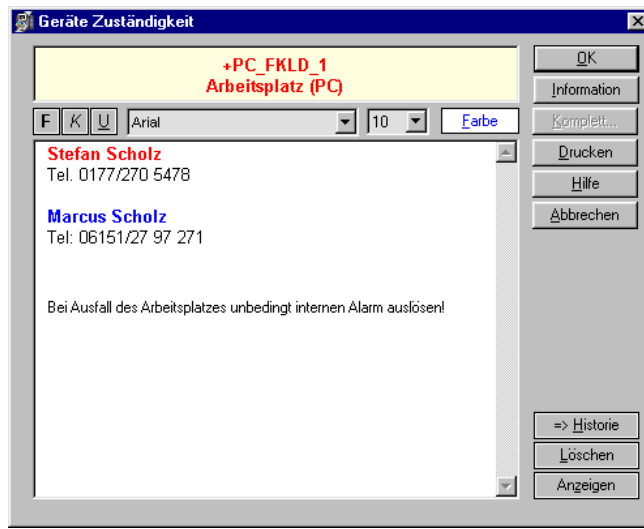 Geräte Zuständigkeit
+PC_FKLD_1
Arbeitsplatz (PC)
F K U Arial 10 Farbe
Stefan Scholz
Tel. 0177/270 5478
Marcus Scholz
Tel: 06151/27 97 271
Bei Ausfall des Arbeitsplatzes unbedingt internen Alarm auslösen!
OK
Information
Komplett...
Drucken
Hilfe
Abbrechen
=> Historie
Löschen
Anzeigen